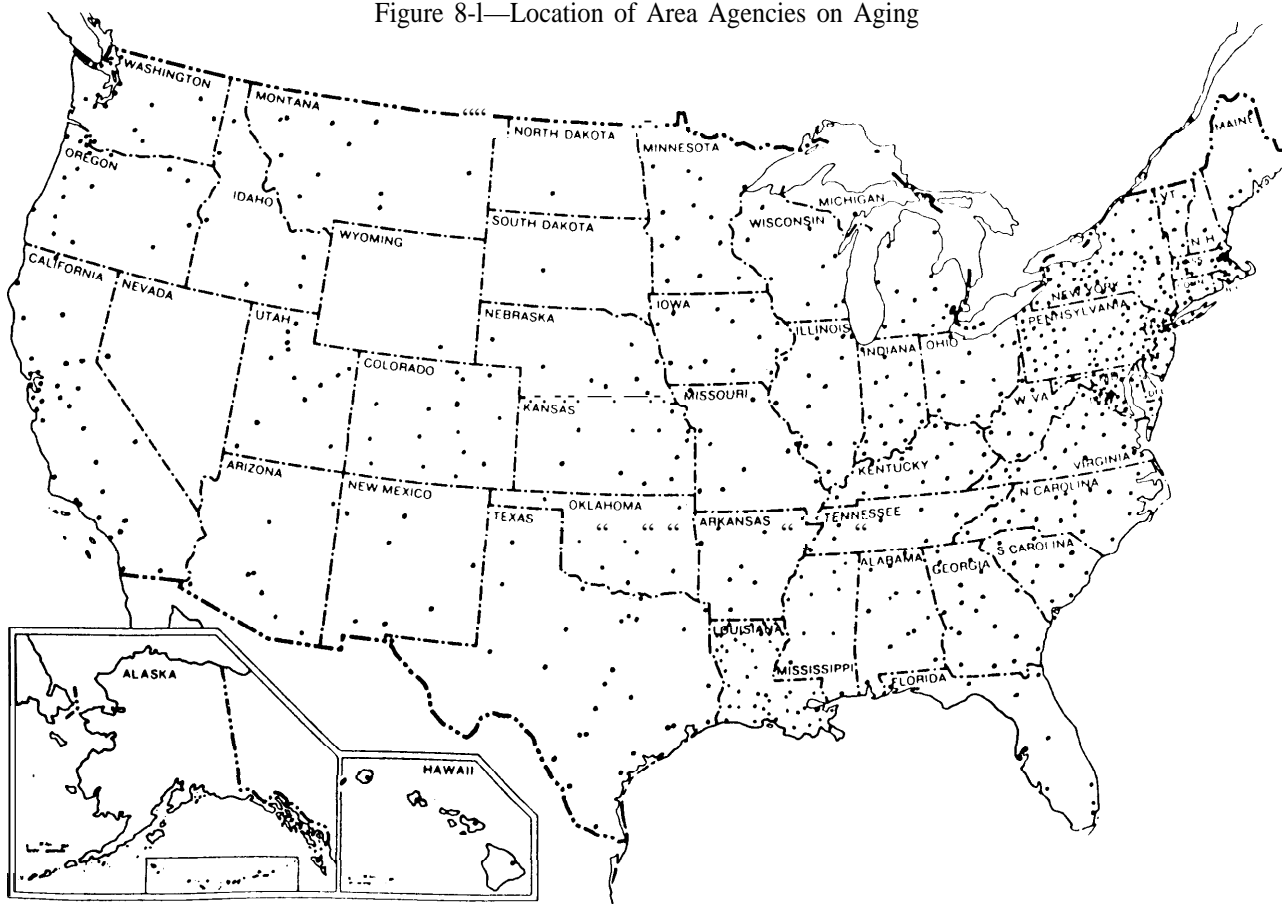 Figure 8-l—Location of Area Agencies on Aging
WASHINGTON
MONTANA
NORTH DAKOTA
MINNESOTA
MAINE
OREGON
IDAHO
MICHIGAN
VT
WISCONSIN
SOUTH DAKOTA
WYOMING
N H
CALIFORNIA
NEVADA
NEW YORK
IOWA
PENNSYLVANIA
UTAH
NEBRASKA
ILLINOIS
INDIANA
OHIO
COLORADO
MISSOURI
W VA
KANSAS
ARIZONA
KENTUCKY
VIRGINIA
NEW MEXICO
N CAROLINA
OKLAHOMA
TEXAS
ARKANSAS
TENNESSEE
S CAROLINA
ALABAMA
GEORGIA
LOUISIANA
MISSISSIPPI
FLORIDA
ALASKA
HAWAII